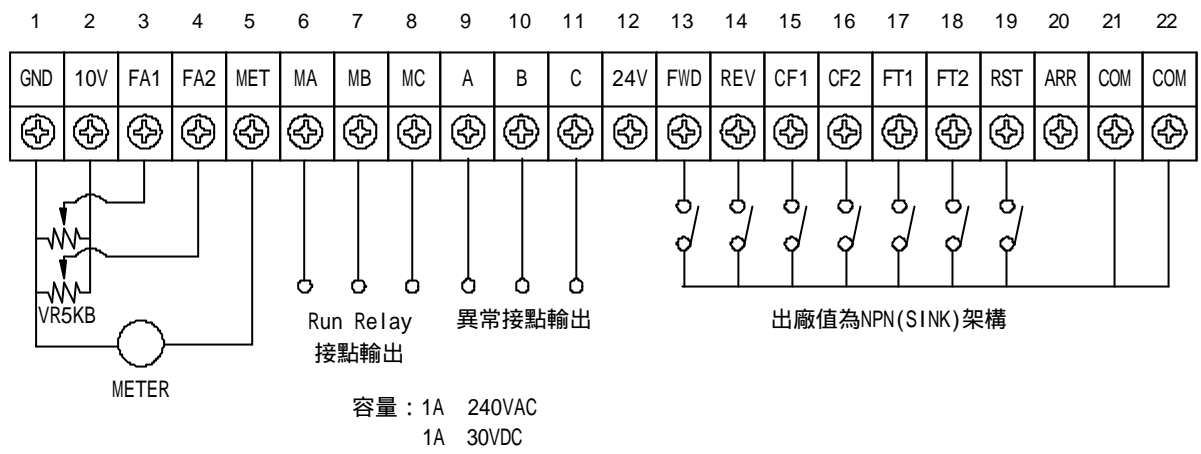 1 2 3 4 5 6 7 8 9 10 11 12 13 14 15 16 17 18 19 20 21 22
GND 10V FA1 FA2 MET MA MB MC A B C 24V FWD REV CF1 CF2 FT1 FT2 RST ARR COM COM
VR5KB
METER
Run Relay
接點輸出
異常接點輸出
出廠值為NPN(SINK)架構
容量：1A 240VAC
1A 30VDC